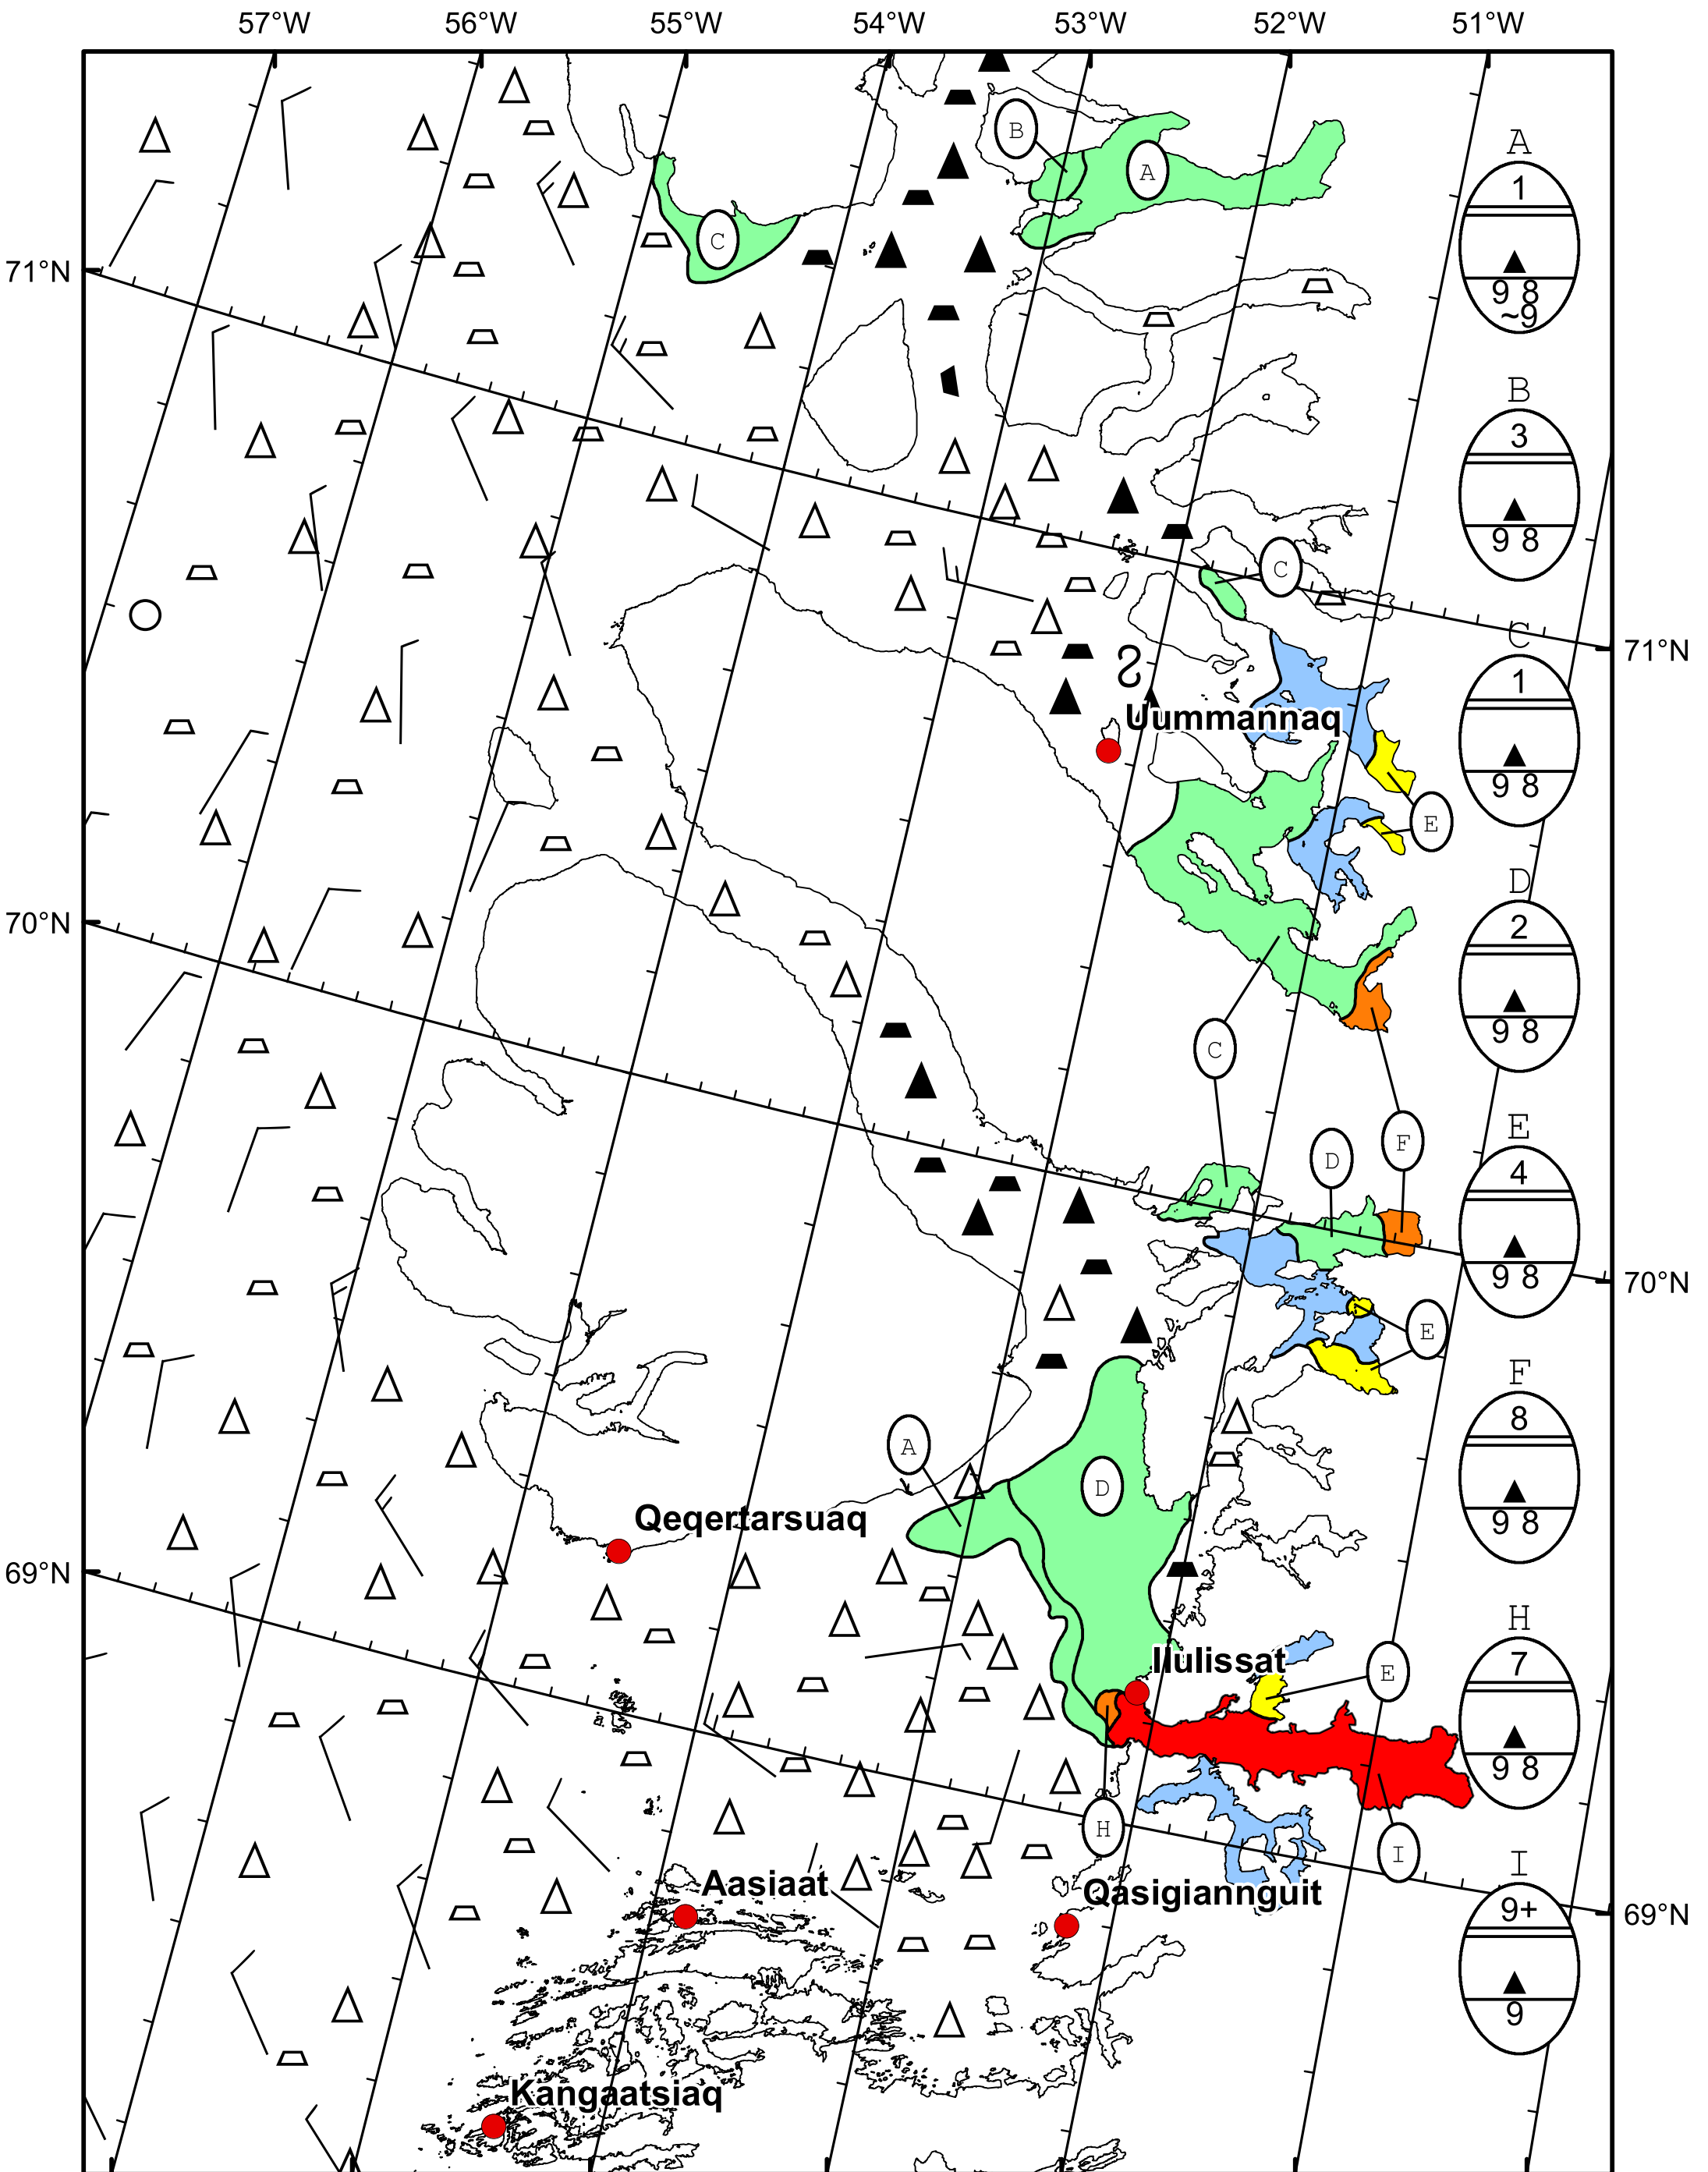 57°W 56°W 55°W 54°W 53°W 52°W 51°W
A
1
B
A
C
71°N
9 8
~9
B
3
9 8
C
C
71°N
1
Uummannaq
9 8
E
D
70°N
2
9 8
C
E
F
D
4
9 8
70°N
E
F
8
A
D
9 8
Qeqertarsuaq
69°N
H
Ilulissat
E
7
9 8
H
I
I
Aasiaat
Qasigiannguit
9+
69°N
9
Kangaatsiaq